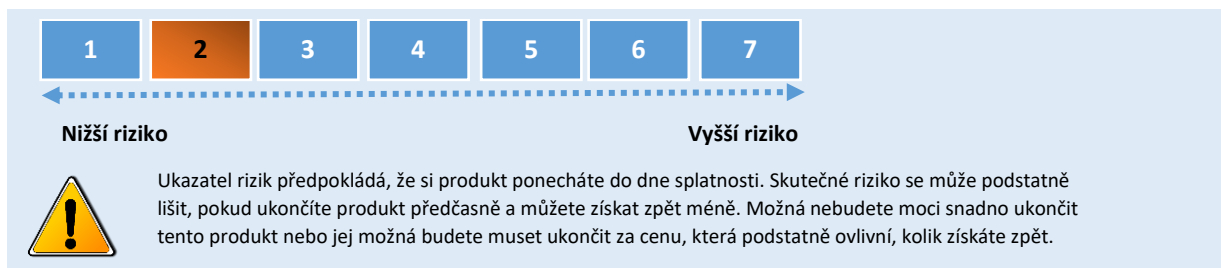 1 2 3 4 5 6 7
Nižší riziko Vyšší riziko
Ukazatel rizik předpokládá, že si produkt ponecháte do dne splatnosti. Skutečné riziko se může podstatně
lišit, pokud ukončíte produkt předčasně a můžete získat zpět méně. Možná nebudete moci snadno ukončit
tento produkt nebo jej možná budete muset ukončit za cenu, která podstatně ovlivní, kolik získáte zpět.